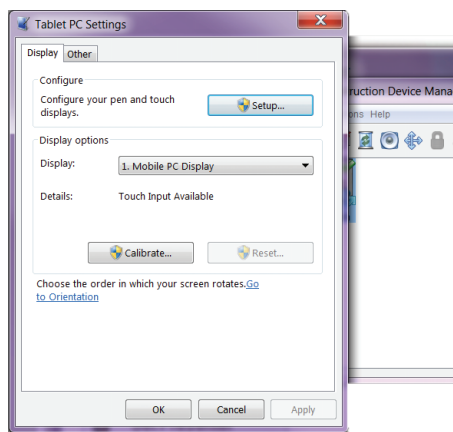 Tablet PC Settings
Display Other
Configure
Configure your pen and touch
displays.
Setup...
Display options
Display:
1. Mobile PC Display
Details:
Touch Input Available
Calibrate...
Reset...
Choose the order in which your screen rotates.Go
to Orientation
OK
Cancel
Apply
ruction Device Mana
ons Help